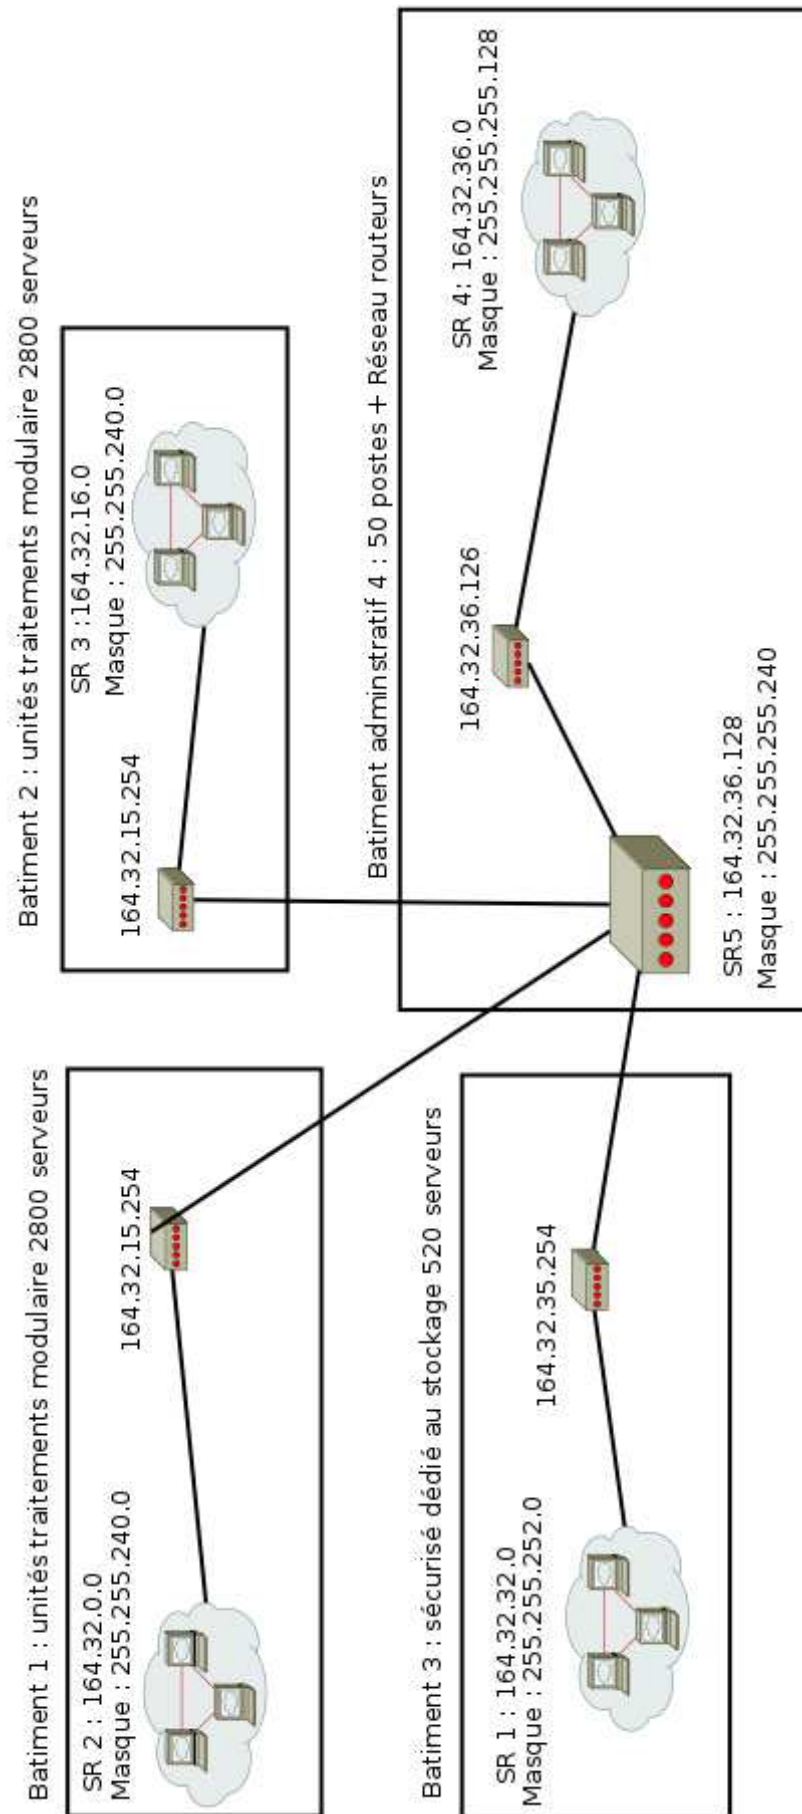 Batiment 1 : unités traitements modulaire 2800 serveurs
SR 2 : 164.32.0.0
Masque : 255.255.240.0
164.32.15.254
Batiment 2 : unités traitements modulaire 2800 serveurs
164.32.15.254
SR 3 :164.32.16.0
Masque : 255.255.240.0
Batiment 3 : sécurisé dédié au stockage 520 serveurs
SR 1 : 164.32.32.0
Masque : 255.255.252.0
164.32.35.254
Batiment adminstratif 4 : 50 postes + Réseau routeurs
164.32.36.126
SR 4: 164.32.36.0
Masque : 255.255.255.128
SR5 : 164.32.36.128
Masque : 255.255.255.240